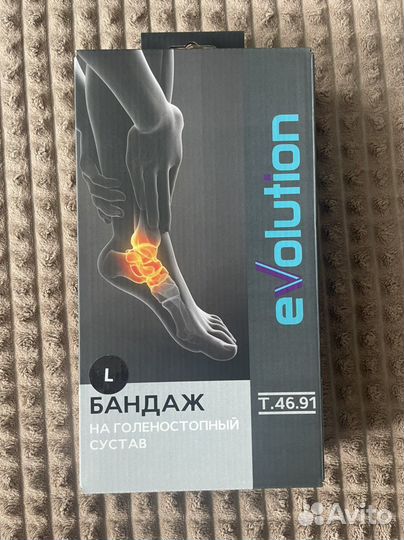 evolution
L
БАНДАЖ
НА ГОЛЕНОСТОПНЫЙ
СУСТАВ
Т.46.91
Avito